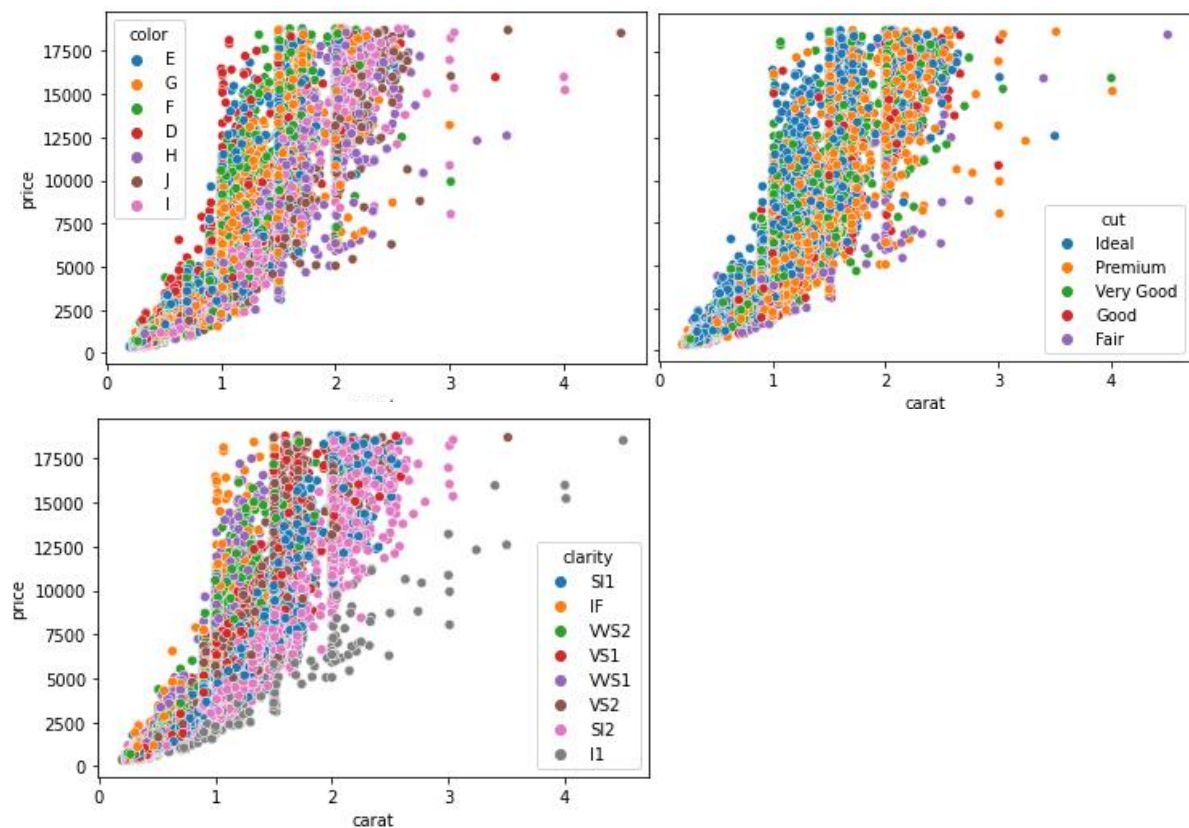 color
E
G
F
D
H
J
I
17500
15000
12500
10000
7500
5000
2500
0
price
0 1 2 3 4
cut
Ideal
Premium
Very Good
Good
Fair
0 1 2 3 4
carat
17500
15000
12500
10000
7500
5000
2500
0
price
clarity
SI1
IF
VVS2
VS1
VVS1
VS2
SI2
I1
0 1 2 3 4
carat